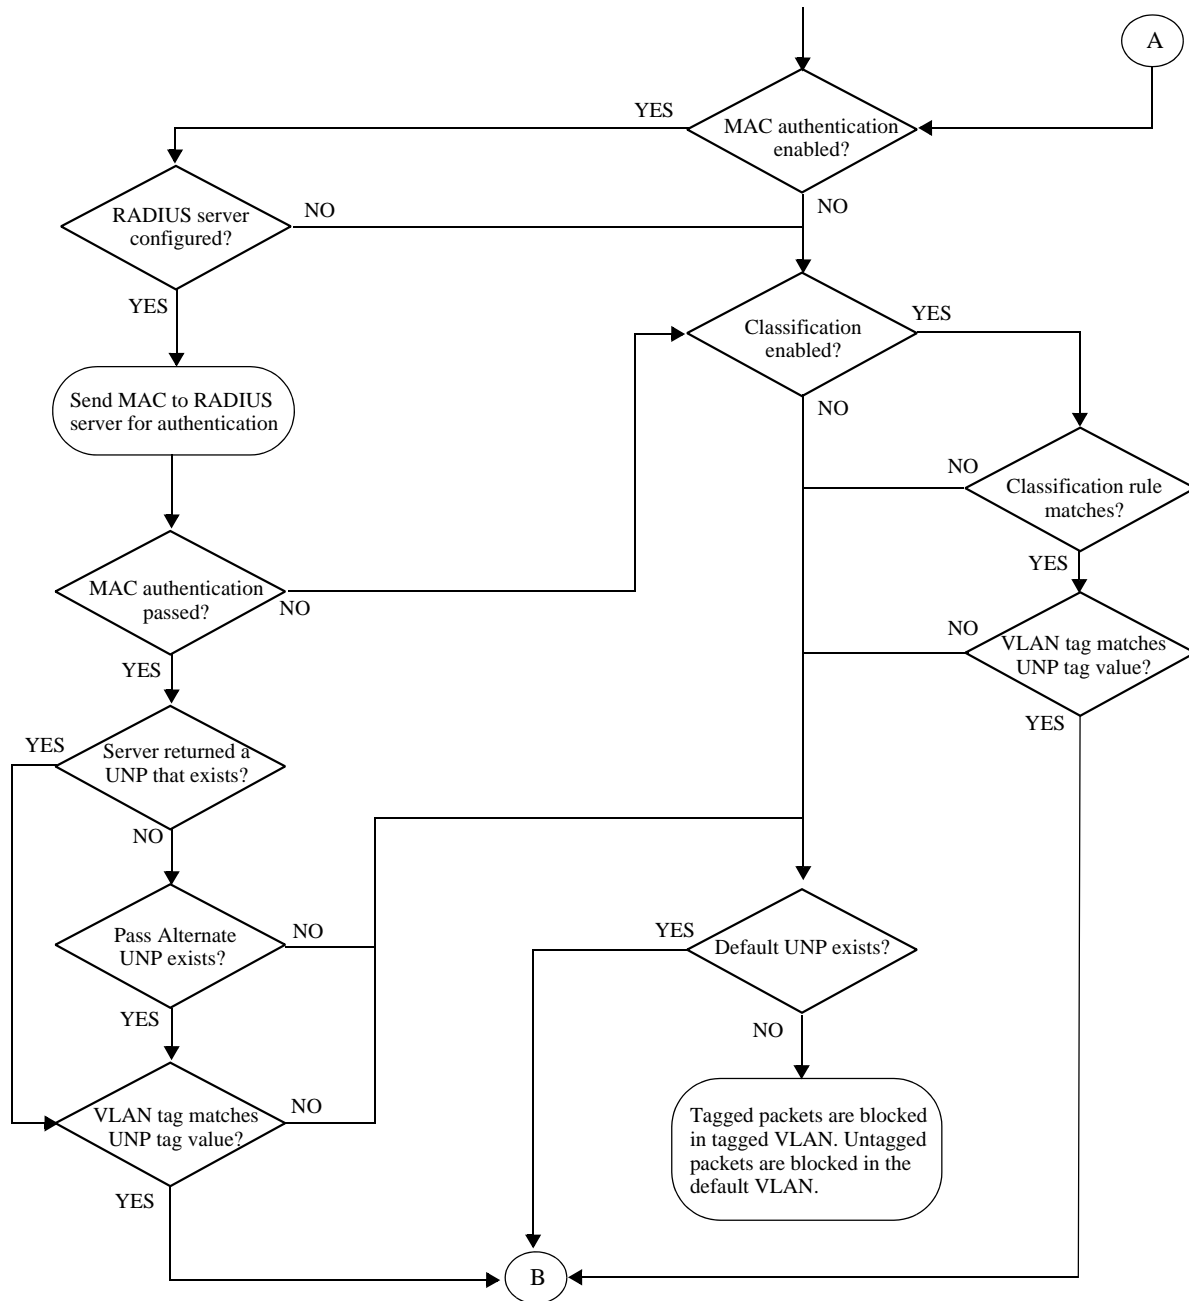 A
YES
MAC authentication
enabled?
NO
RADIUS server
configured?
NO
YES
Classification
enabled?
YES
NO
Send MAC to RADIUS
server for authentication
NO
Classification rule
matches?
YES
MAC authentication
passed?
NO
YES
NO
VLAN tag matches
UNP tag value?
YES
YES
Server returned a
UNP that exists?
NO
Pass Alternate
UNP exists?
NO
YES
YES
Default UNP exists?
NO
VLAN tag matches
UNP tag value?
NO
YES
Tagged packets are blocked
in tagged VLAN. Untagged
packets are blocked in the
default VLAN.
B